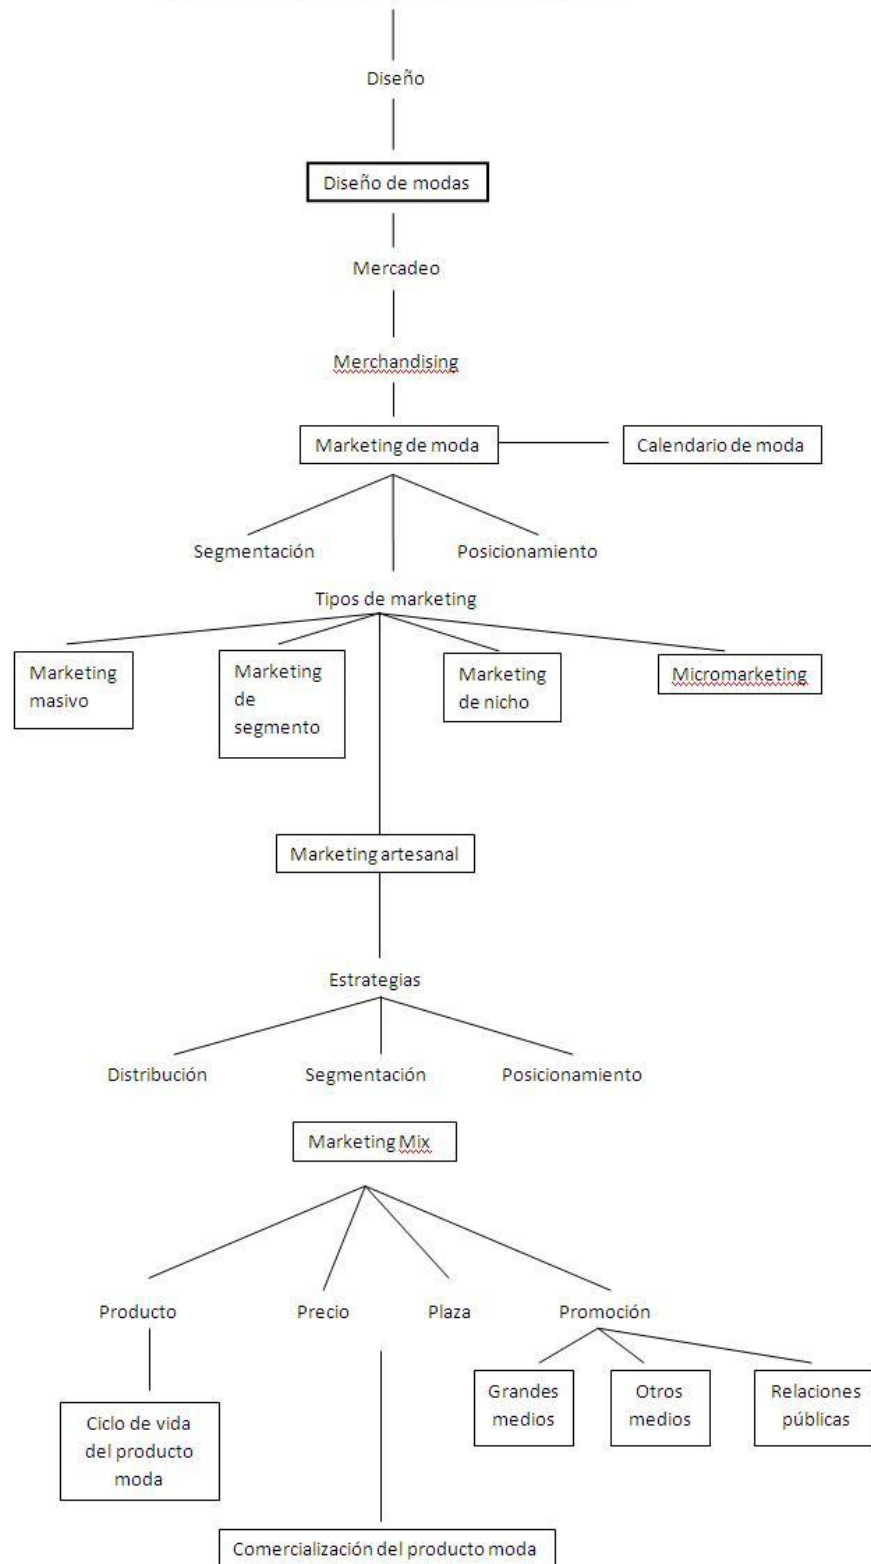 Diseño
Diseño de modas
Mercadeo
Merchandising
Marketing de moda
Calendario de moda
Segmentación
Posicionamiento
Tipos de marketing
Marketing
masivo
Marketing
de
segmento
Marketing
de nicho
Micromarketing
Marketing artesanal
Estrategias
Distribución
Segmentación
Posicionamiento
Marketing Mix
Producto
Precio
Plaza
Promoción
Ciclo de vida
del producto
moda
Grandes
medios
Otros
medios
Relaciones
públicas
Comercialización del producto moda